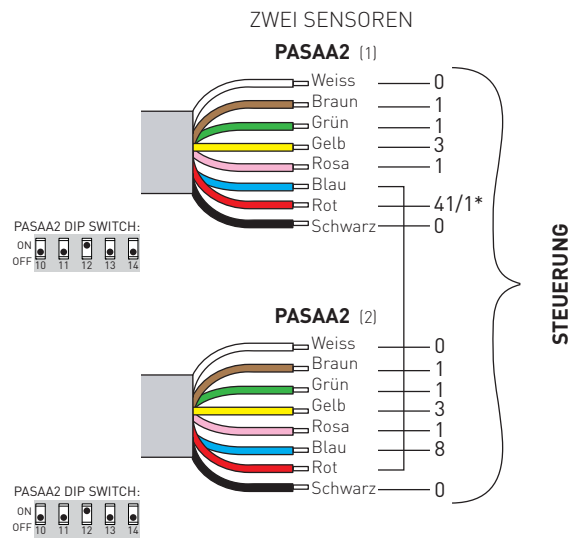 ZWEI SENSOREN
PASAA2 (1)
Weiss 0
Braun 1
Grün 1
Gelb 3
Rosa 1
Blau
Rot 41/1*
Schwarz 0
PASAA2 DIP SWITCH:
ON
OFF 10 11 12 13 14
PASAA2 (2)
Weiss 0
Braun 1
Grün 1
Gelb 3
Rosa 1
Blau 8
Rot
Schwarz 0
PASAA2 DIP SWITCH:
ON
OFF 10 11 12 13 14
STEUERUNG